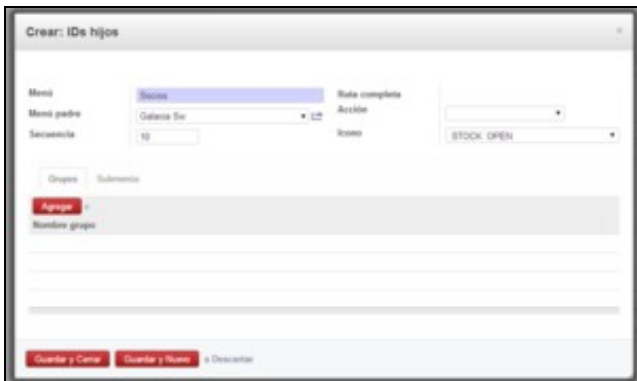 Crear: IDs hijos
×
Menú
Socios
Ruta completa
Menú padre
Galaxia Sw
Acción
Secuencia
10
Icono
STOCK_OPEN
Grupos
Submenús
Agregar
Nombre grupo
Guardar y Cerrar
Guardar y Nuevo
o Descartar